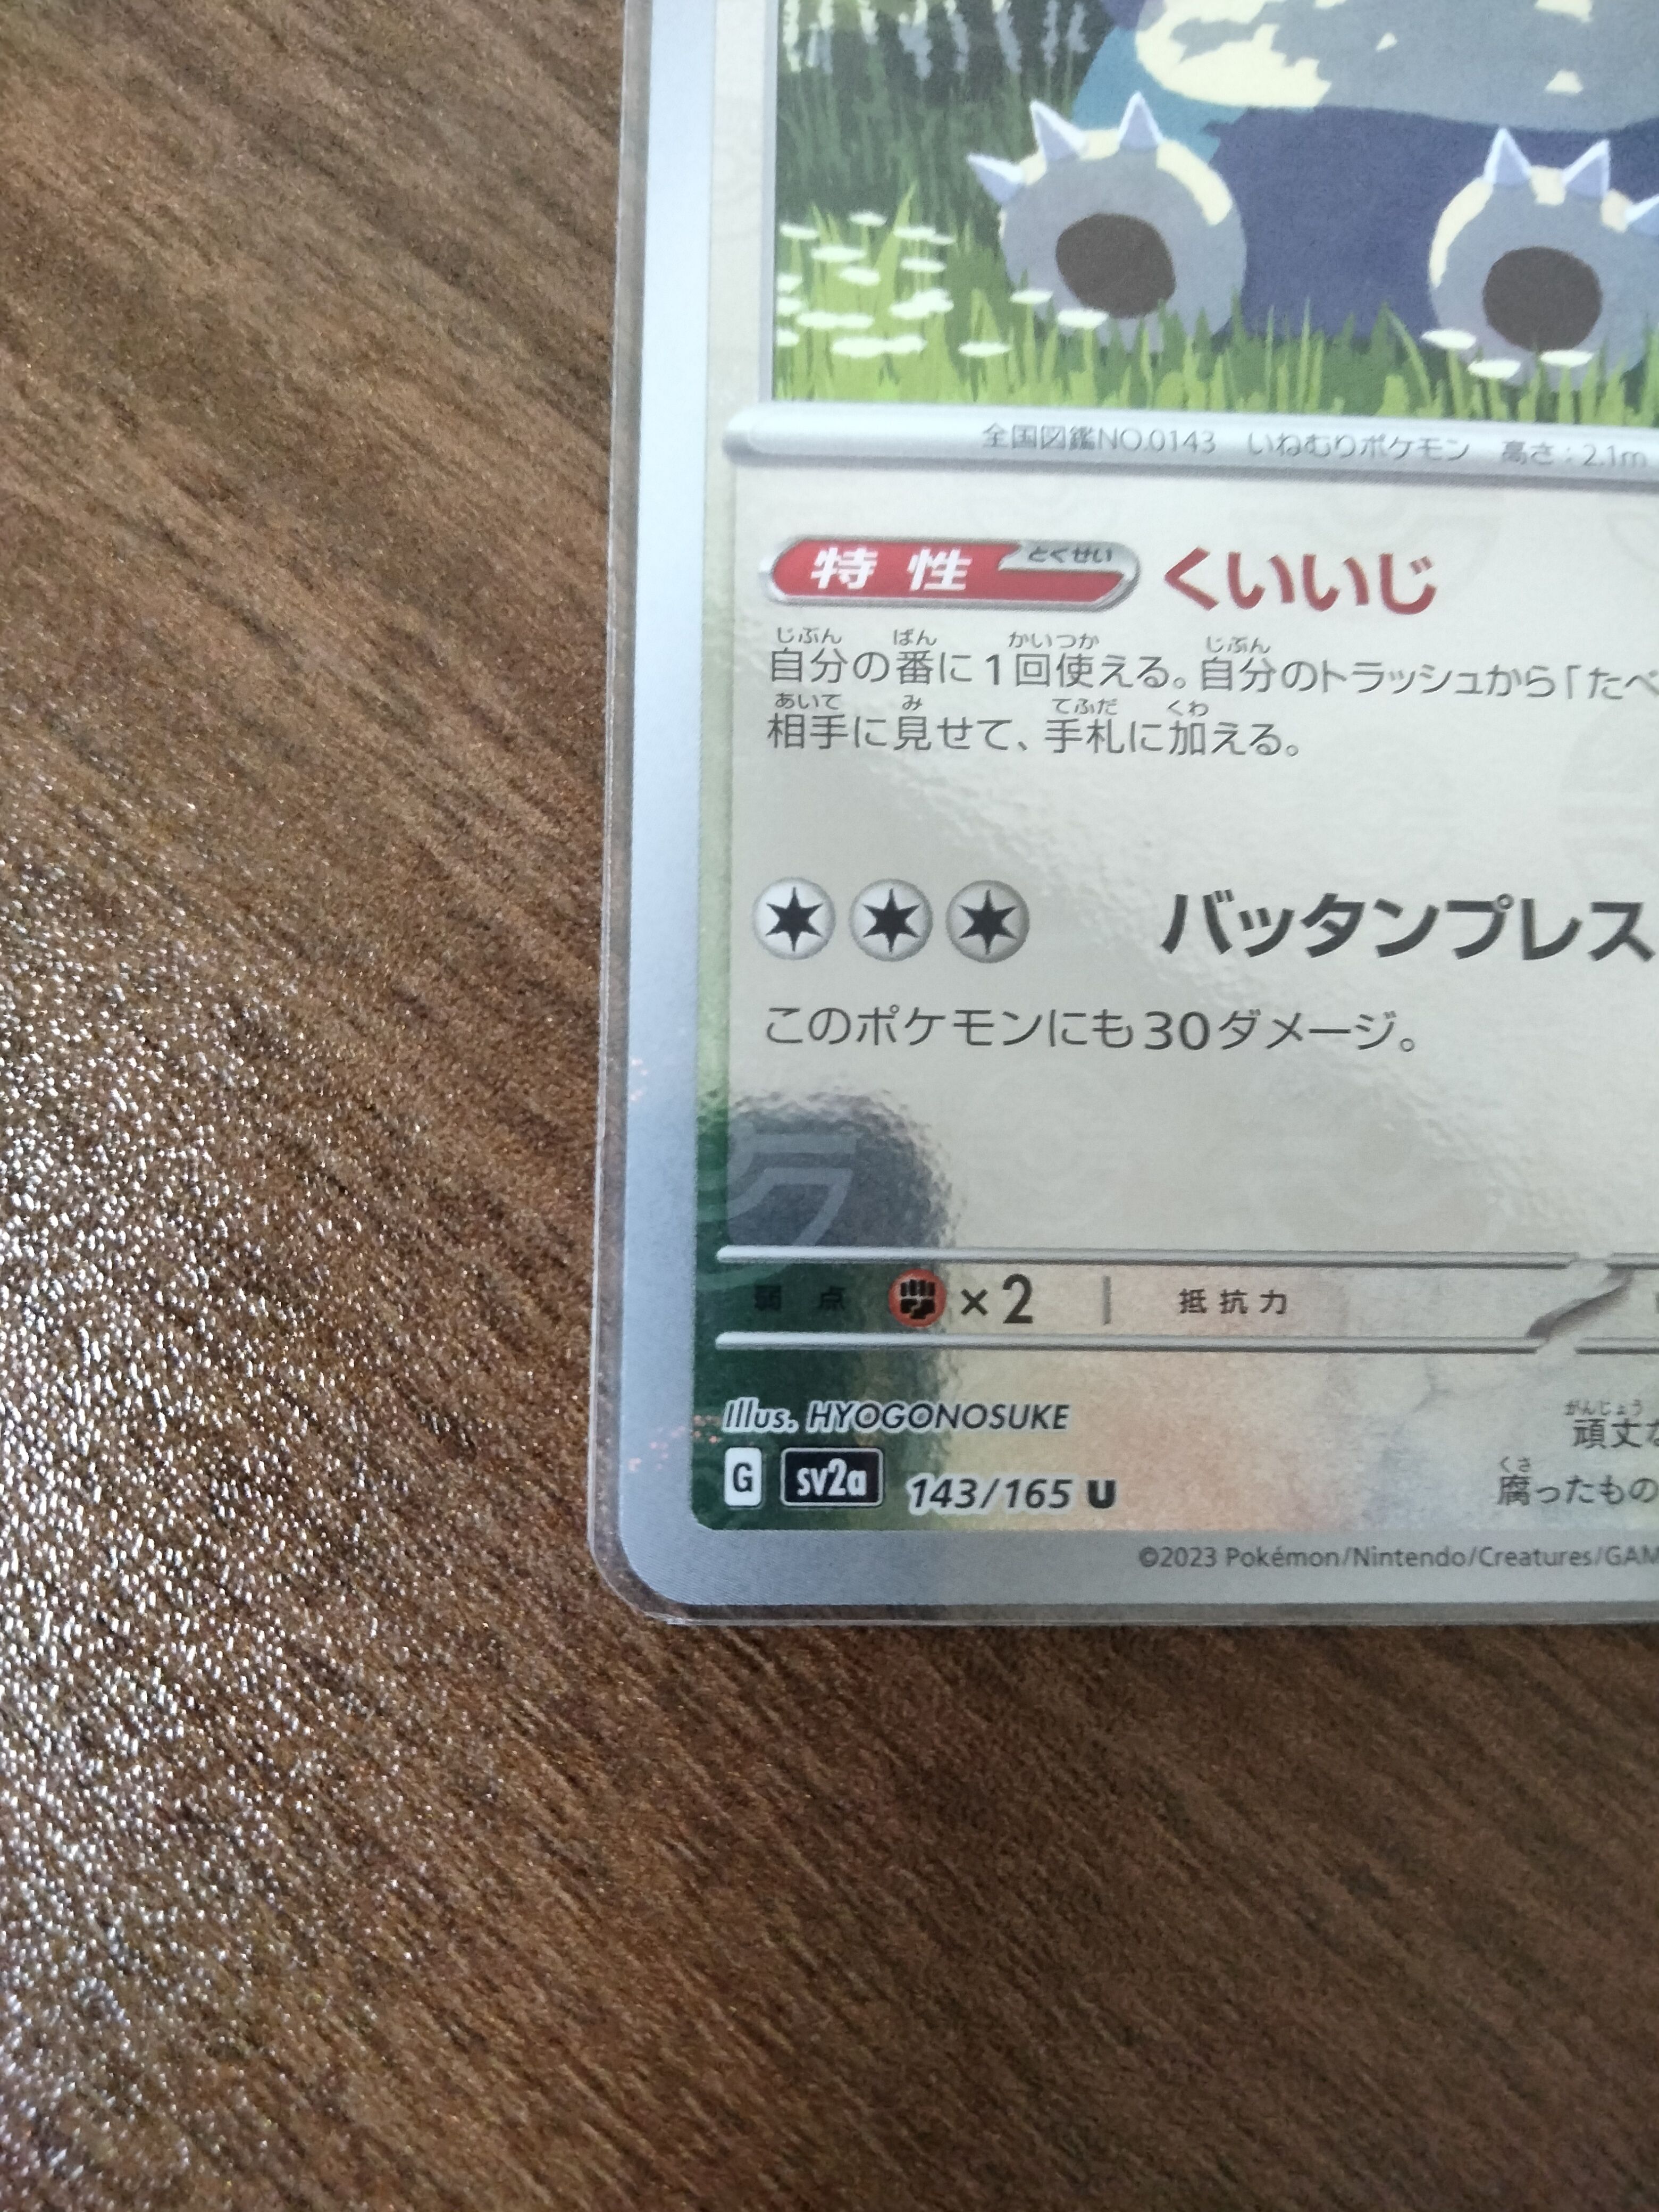 全国図鑑NO.0143 いねむりポケモン 高さ:2.1m
特性 とくせい くいいじ
じぶん ばん かいつか じぶん
自分の番に1回使える。自分のトラッシュから「たべ
あいて み てふだ くわ
相手に見せて、手札に加える。
バッタンプレス
このポケモンにも30ダメージ。
弱点 ×2 抵抗力
Illus. HYOGONOSUKE
がんじょう
頑丈な
G sv2a 143/165 U
くさ
腐ったもの
©2023 Pokémon/Nintendo/Creatures/GAM